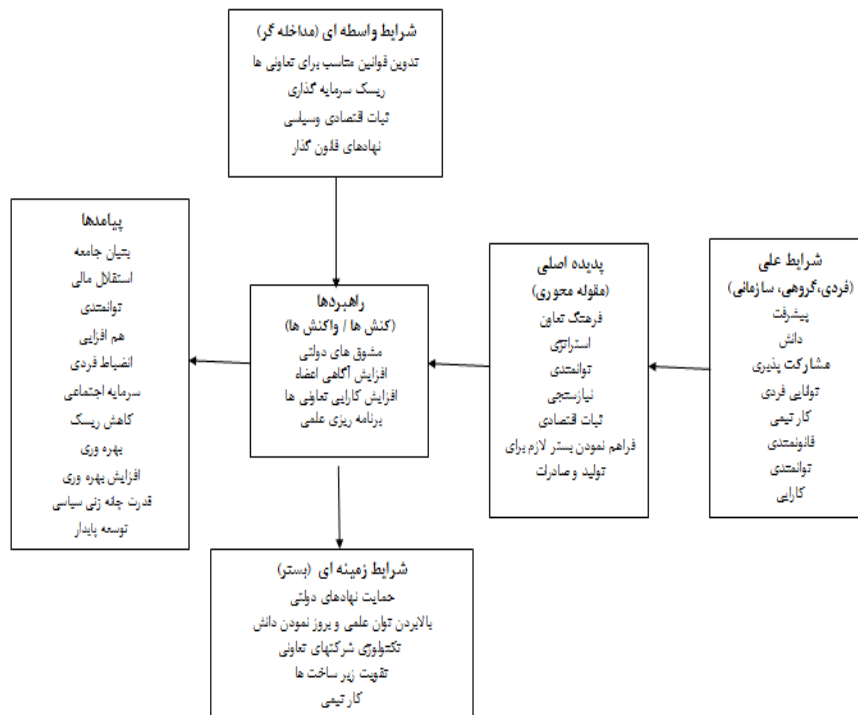 شرایط واسطه ای (مداخله گر)
تدوین قوانین مناسب برای تعاونی ها
ریسک سرمایه گذاری
ثبات اقتصادی وسیاسی
نهادهای قانون گذار
شرایط علی
(فردی،گروهی، سازمانی)
پیشرفت
دانش
مشارکت پذیری
توانایی فردی
کار تیمی
قانونمندی
توانمندی
کارایی
پدیده اصلی
(مقوله محوری)
فرهنگ تعاون
استراتژی
توانمندی
نیازسنجی
ثبات اقتصادی
فراهم نمودن بستر لازم برای
تولید و صادرات
راهبردها
(کنش ها / واکنش ها)
مشوق های دولتی
افزایش آگاهی اعضاء
افزایش کارایی تعاونی ها
برنامه ریزی علمی
پیامدها
بنیان جامعه
استقلال مالی
توانمندی
هم افزایی
انضباط فردی
سرمایه اجتماعی
کاهش ریسک
بهره وری
افزایش بهره وری
قدرت چانه زنی سیاسی
توسعه پایدار
شرایط زمینه ای (بستر)
حمایت نهادهای دولتی
بالابردن توان علمی و بروز نمودن دانش
تکنولوژی شرکتهای تعاونی
تقویت زیر ساخت ها
کار تیمی